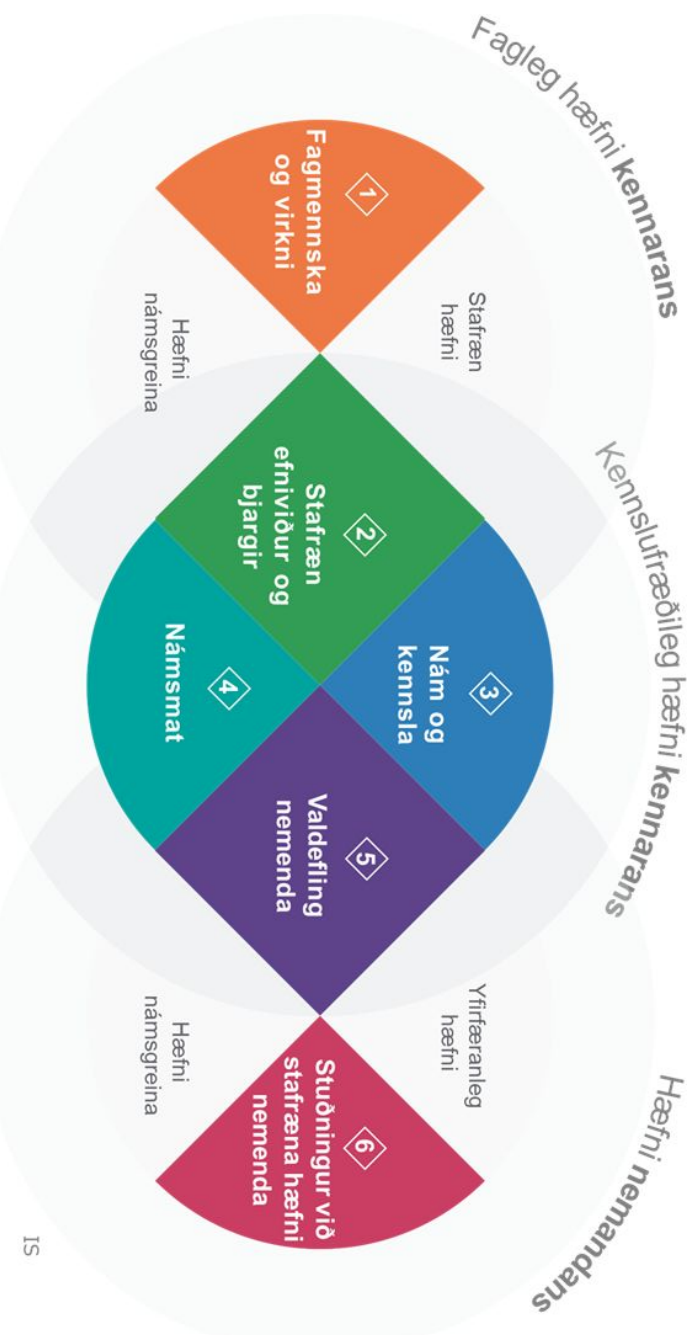 Fagleg hæfni kennarans
Kennslufræðileg hæfni kennarans
Hæfni nemandans
1
Fagmennska
og virkni
Stafræn
hæfni
Hæfni
námsgreina
2
Stafræn
efniviður og
bjargir
3
Nám og
kennsla
4
Námsmat
5
Valdefling
nemenda
Yfirfæranleg
hæfni
Hæfni
námsgreina
6
Stuðningur við
stafræna hæfni
nemenda
IS